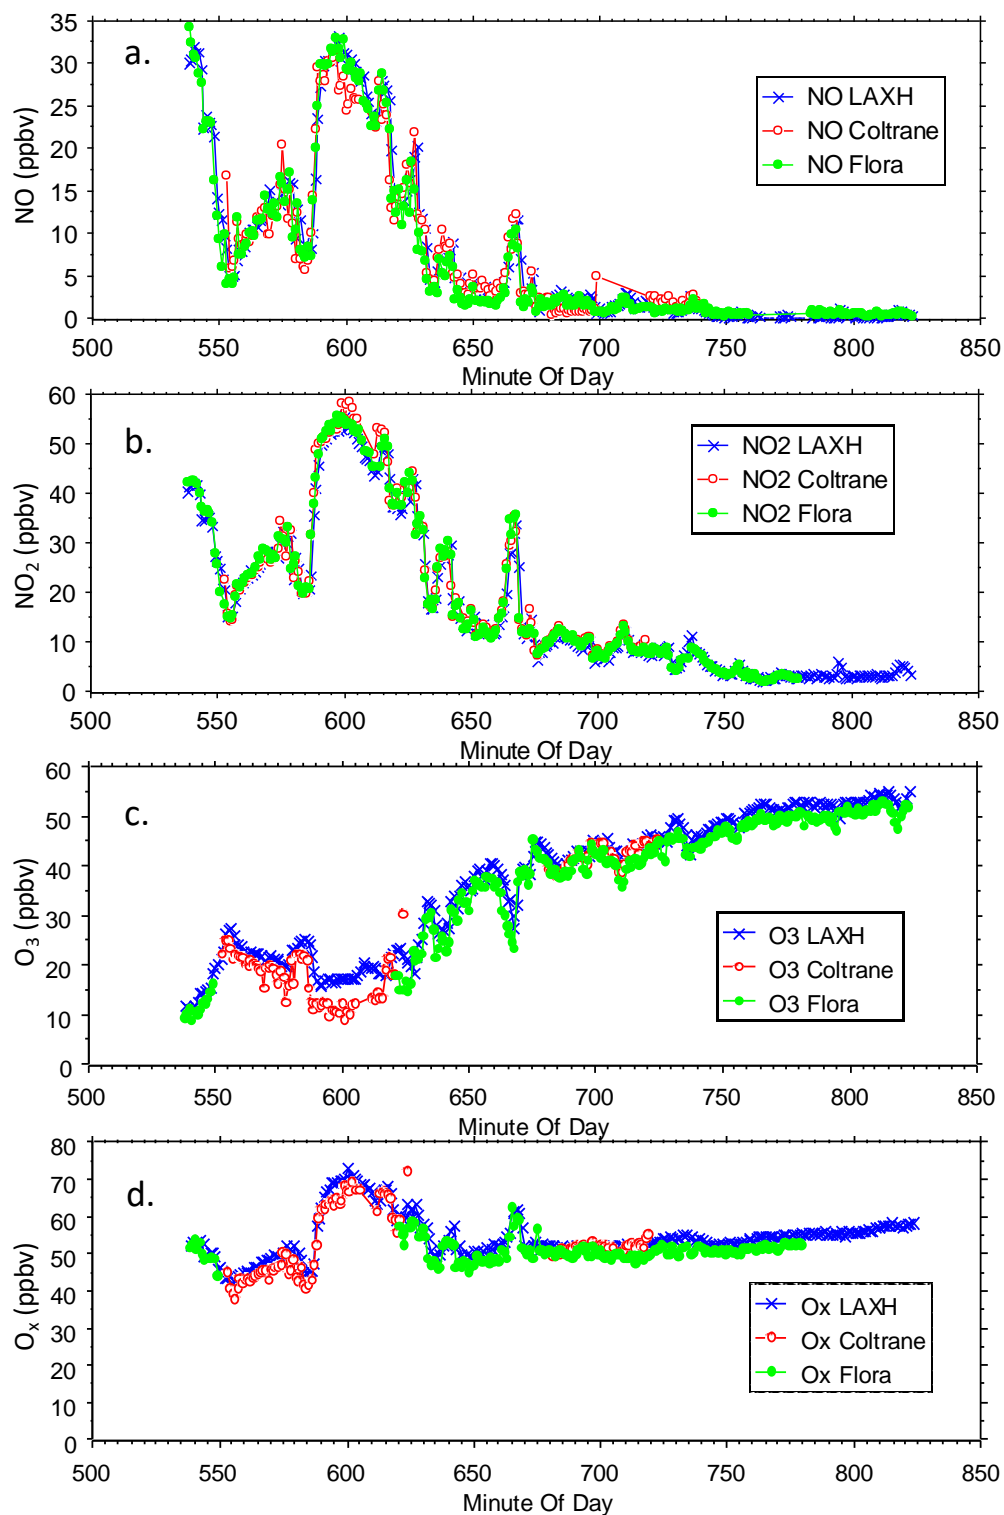 a.
NO (ppbv)
35
30
25
20
15
10
5
0
NO LAXH
NO Coltrane
NO Flora
500 550 600 650 700 750 800 850
Minute Of Day
b.
NO2 (ppbv)
60
50
40
30
20
10
0
NO2 LAXH
NO2 Coltrane
NO2 Flora
500 550 600 650 700 750 800 850
Minute Of Day
c.
O3 (ppbv)
60
50
40
30
20
10
0
O3 LAXH
O3 Coltrane
O3 Flora
500 550 600 650 700 750 800 850
Minute Of Day
d.
Ox (ppbv)
80
70
60
50
40
30
20
10
0
Ox LAXH
Ox Coltrane
Ox Flora
500 550 600 650 700 750 800 850
Minute Of Day